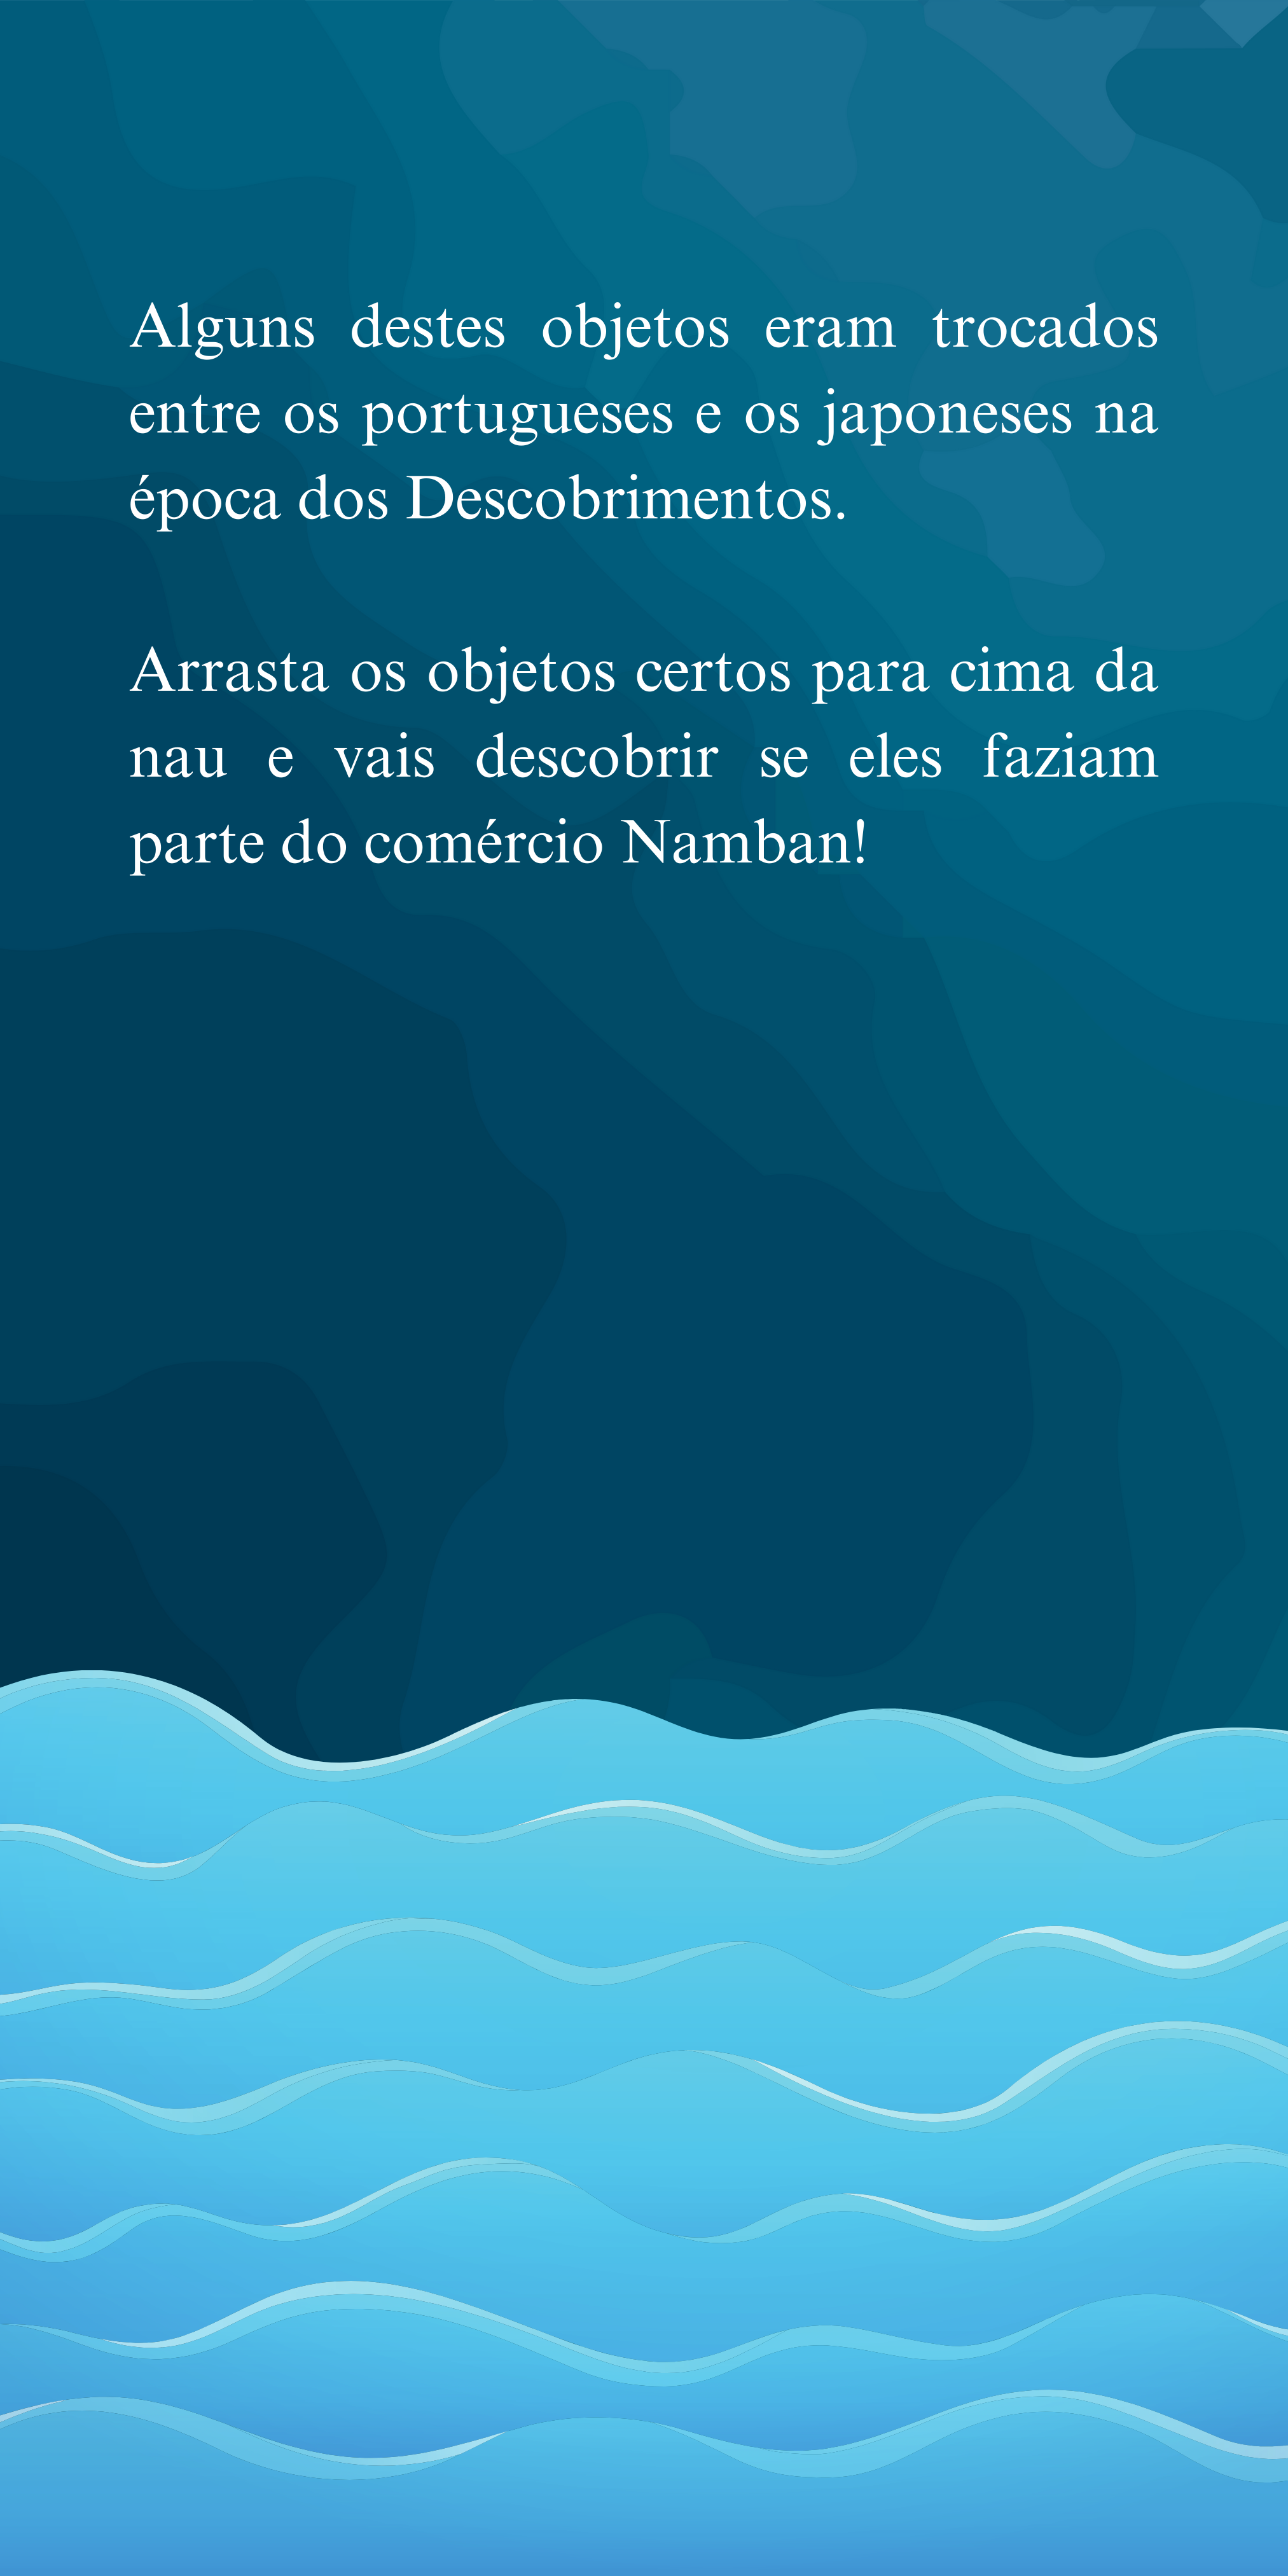 Alguns destes objetos eram trocados
entre os portugueses e os japoneses na
época dos Descobrimentos.
Arrasta os objetos certos para cima da
nau e vais descobrir se eles faziam
parte do comércio Namban!